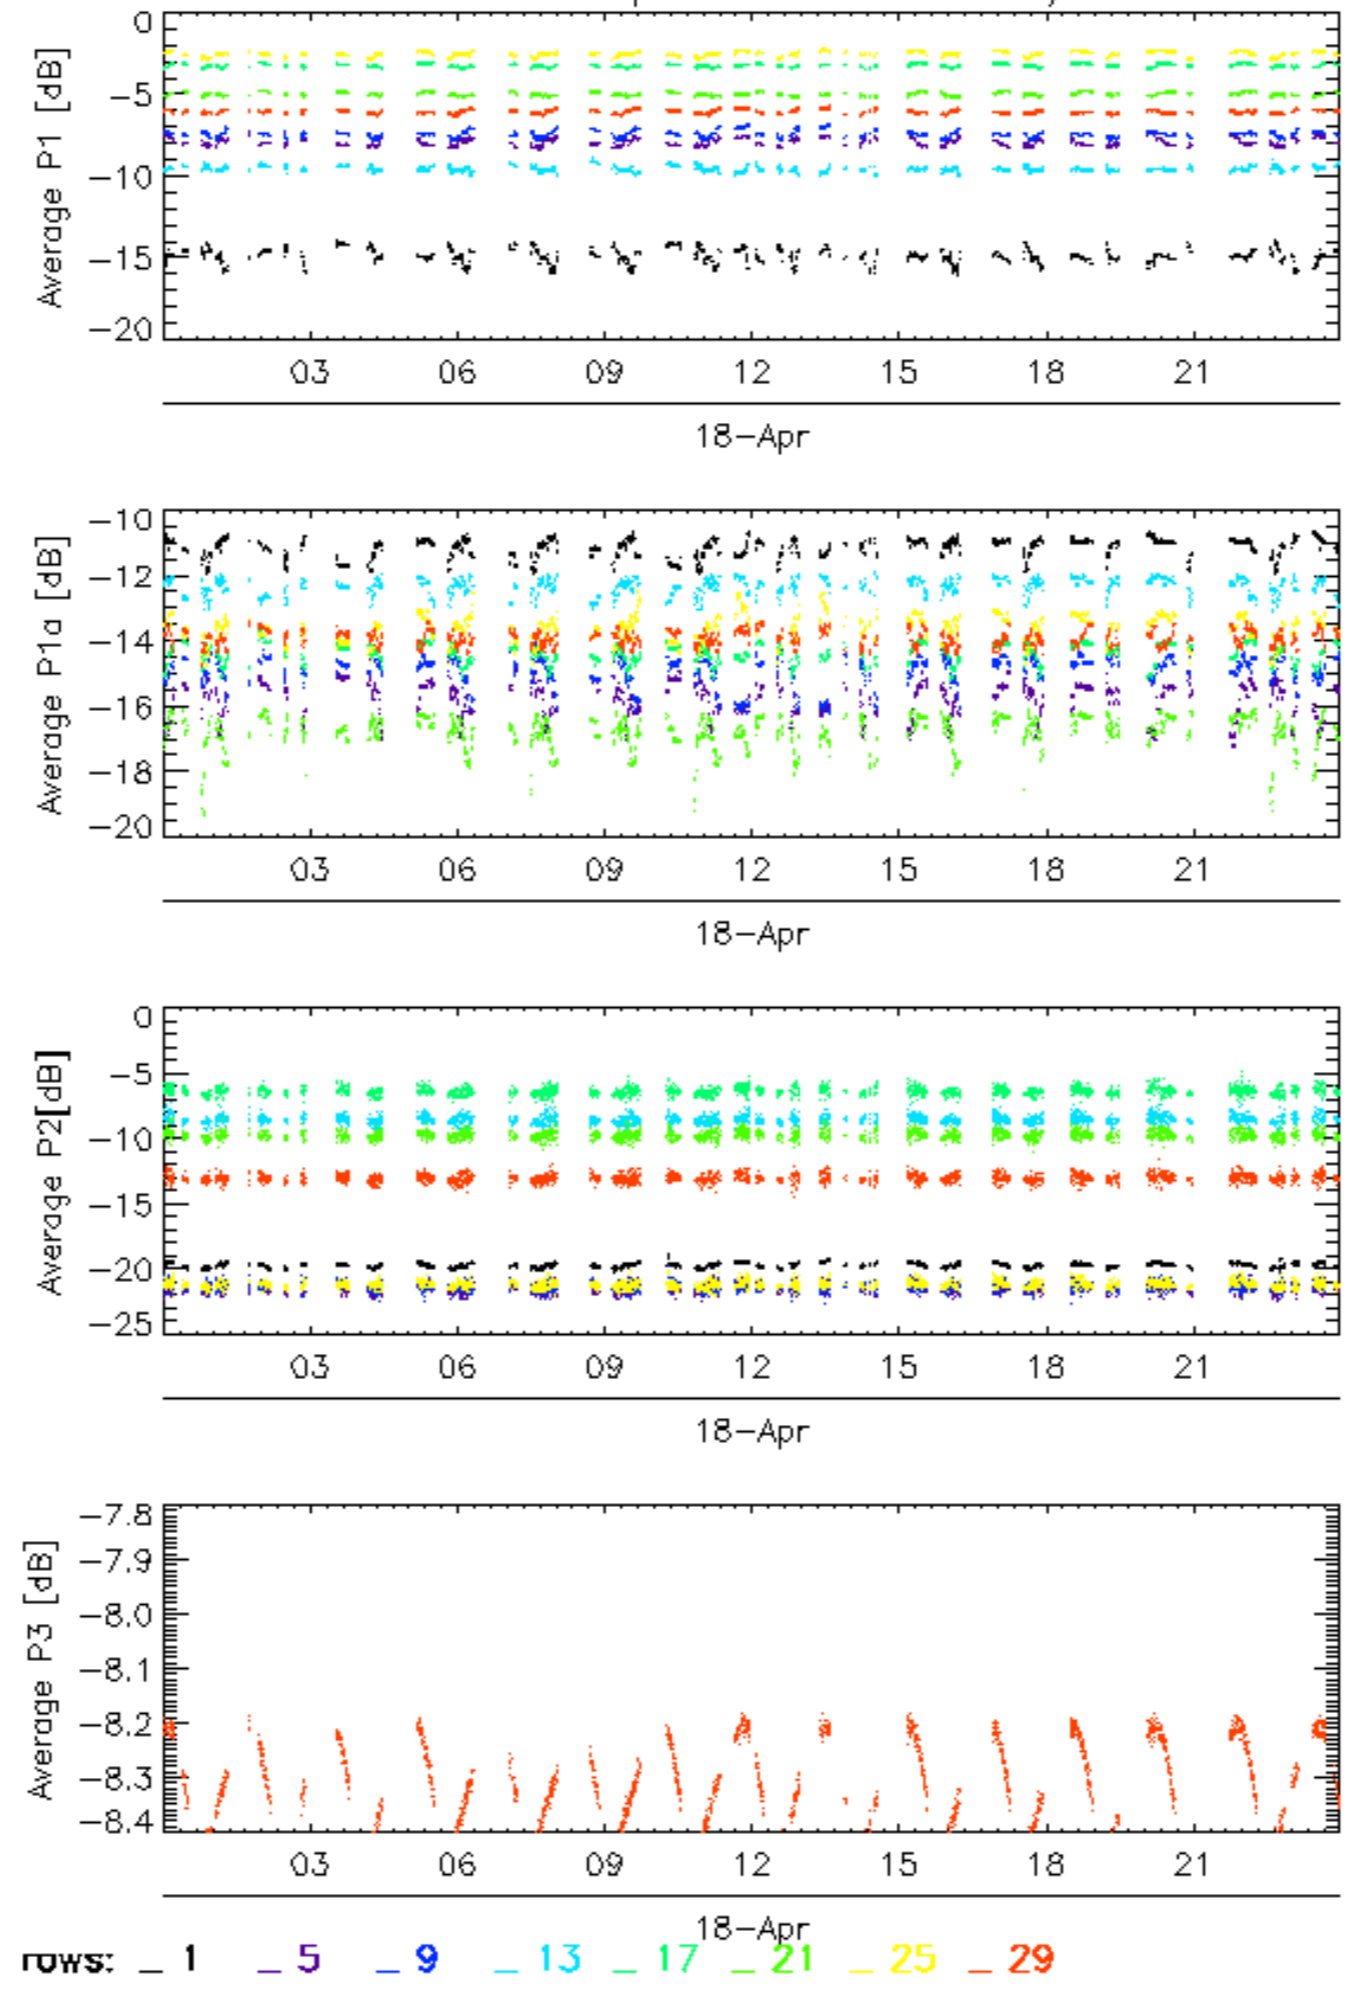 0
−5
−10
−15
−20
Average P1 [dB]
03 06 09 12 15 18 21
18−Apr
−10
−12
−14
−16
−18
−20
Average P1a [dB]
03 06 09 12 15 18 21
18−Apr
0
−5
−10
−15
−20
−25
Average P2[dB]
03 06 09 12 15 18 21
18−Apr
−7.8
−7.9
−8.0
−8.1
−8.2
−8.3
−8.4
Average P3 [dB]
03 06 09 12 15 18 21
18−Apr
rows: _ 1 _ 5 _ 9 _ 13 _ 17 _ 21 _ 25 _ 29